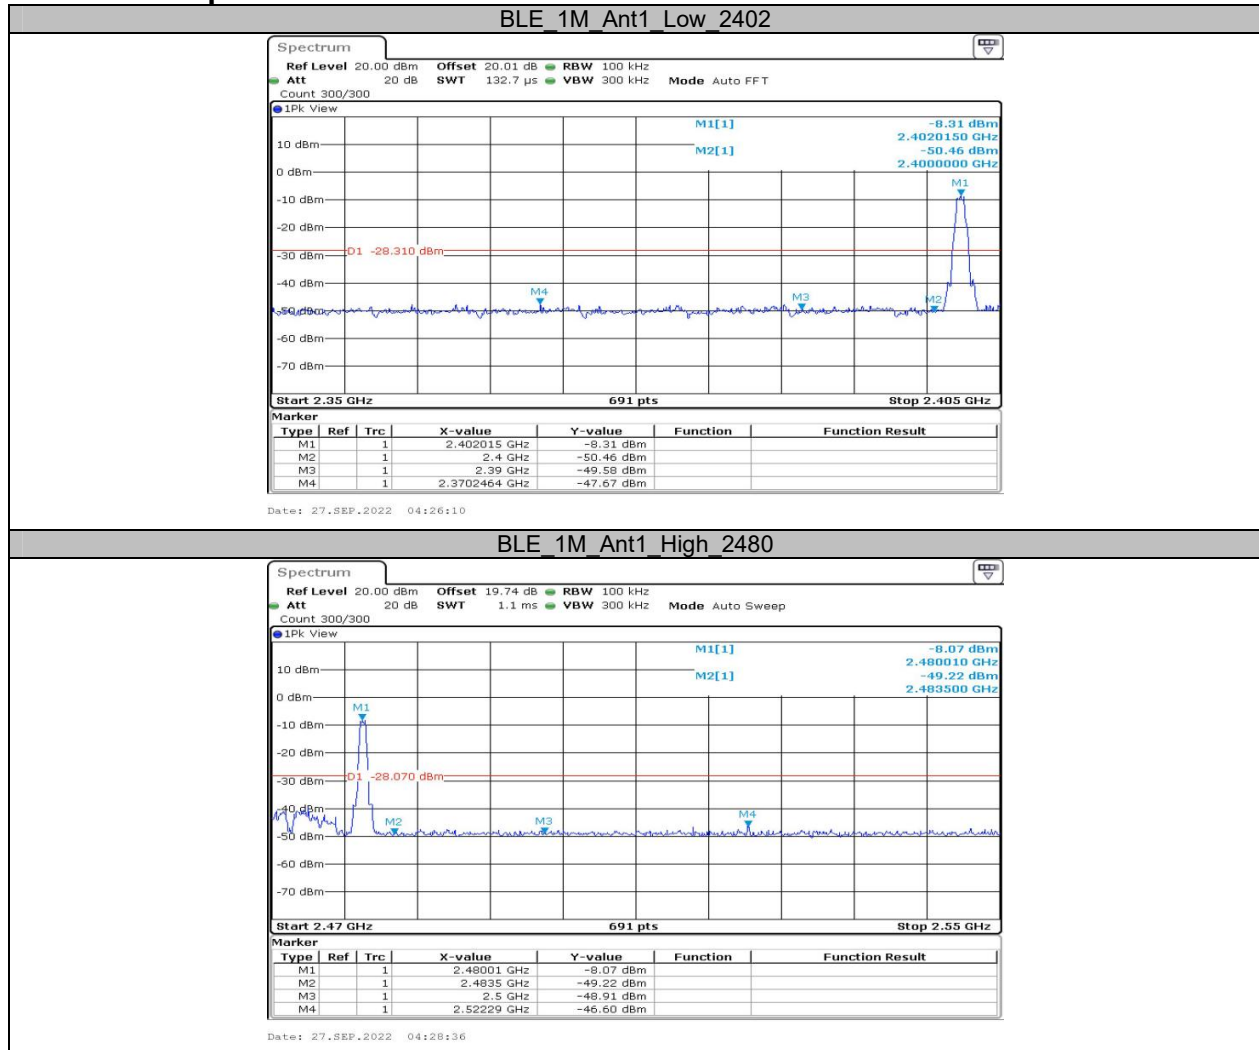 BLE_1M_Ant1_Low_2402
Spectrum
Ref Level 20.00 dBm Offset 20.01 dB RBW 100 kHz
Att 20 dB SWT 132.7 µs VBW 300 kHz Mode Auto FFT
Count 300/300
1Pk View
M1[1] -8.31 dBm
2.4020150 GHz
10 dBm
M2[1] -50.46 dBm
2.4000000 GHz
0 dBm
M1
-10 dBm
-20 dBm
D1 -28.310 dBm
-30 dBm
-40 dBm
M4
M3
M2
-50 dBm
-60 dBm
-70 dBm
Start 2.35 GHz 691 pts Stop 2.405 GHz
Marker
Type Ref Trc X-value Y-value Function Function Result
M1 1 2.402015 GHz -8.31 dBm
M2 1 2.4 GHz -50.46 dBm
M3 1 2.39 GHz -49.58 dBm
M4 1 2.3702464 GHz -47.67 dBm
Date: 27.SEP.2022 04:26:10
BLE_1M_Ant1_High_2480
Spectrum
Ref Level 20.00 dBm Offset 19.74 dB RBW 100 kHz
Att 20 dB SWT 1.1 ms VBW 300 kHz Mode Auto Sweep
Count 300/300
1Pk View
M1[1] -8.07 dBm
2.480010 GHz
10 dBm
M2[1] -49.22 dBm
2.483500 GHz
0 dBm
M1
-10 dBm
-20 dBm
D1 -28.070 dBm
-30 dBm
-40 dBm
M4
M2 M3
-50 dBm
-60 dBm
-70 dBm
Start 2.47 GHz 691 pts Stop 2.55 GHz
Marker
Type Ref Trc X-value Y-value Function Function Result
M1 1 2.48001 GHz -8.07 dBm
M2 1 2.4835 GHz -49.22 dBm
M3 1 2.5 GHz -48.91 dBm
M4 1 2.52229 GHz -46.60 dBm
Date: 27.SEP.2022 04:28:36